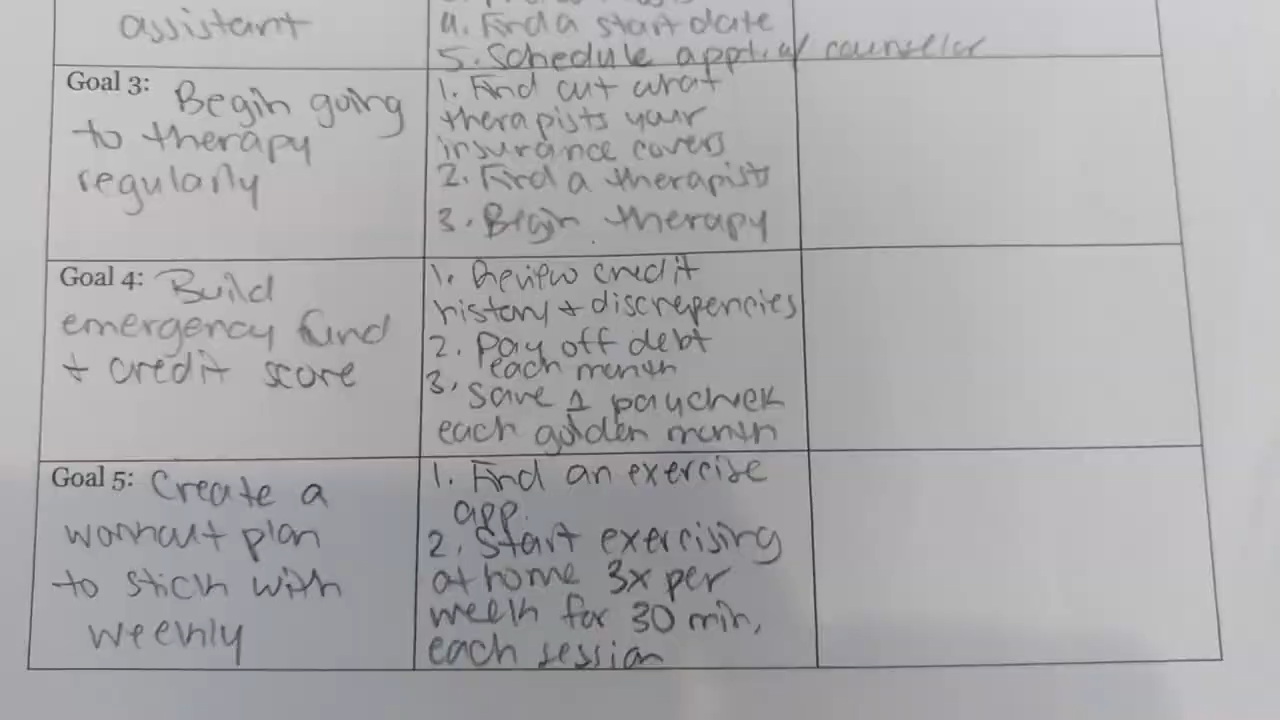 assistant
4. Find a start date
5. Schedule appt. w/ counselor
Goal 3: Begin going
to therapy
regularly
1. Find out what
therapists your
insurance covers
2. Find a therapists
3. Begin therapy
Goal 4: Build
emergency fund
+ credit score
1. Review credit
history + discrepencies
2. Pay off debt
each month
3. Save 1 paycheck
each golden month
Goal 5: Create a
workout plan
to stick with
weekly
1. Find an exercise
app.
2. Start exercising
at home 3x per
week for 30 min,
each session